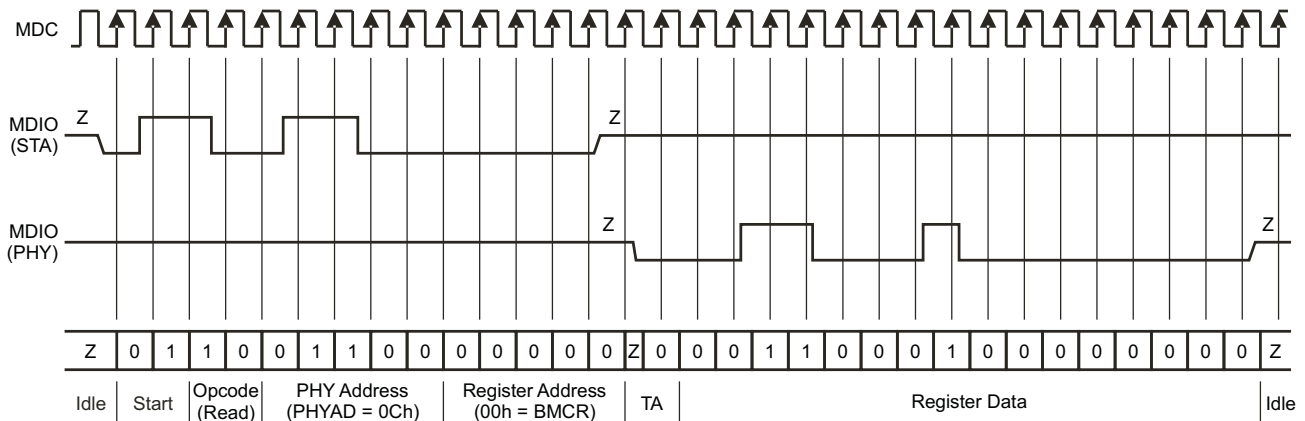 MDC
Z
Z
MDIO
(STA)
Z
Z
MDIO
(PHY)
Z 0 1 1 0 0 1 1 0 0 0 0 0 0 0 Z 0 0 0 1 1 0 0 0 1 0 0 0 0 0 0 0 0 Z
Idle Start Opcode (Read) PHY Address (PHYAD = 0Ch) Register Address (00h = BMCR) TA Register Data Idle